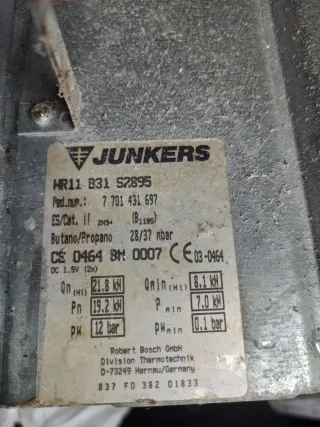 JUNKERS
WR11 B31 S2895
Ped.num.: 7 701 431 697
ES/Cat. II 2H3+ (B11BS)
Butano/Propano 28/37 mbar
CE 0464 BM 0007 CE 03-0464
DC 1.5V (2x)
Qn (Hi) 21.8 kW Qmin (Hi) 8.1 kW
Pn 19.2 kW P min 7.0 kW
pw 12 bar pw min 0.1 bar
Robert Bosch GmbH
Division Thermotechnik
D-73249 Wernau/Germany
837 FD 382 01833